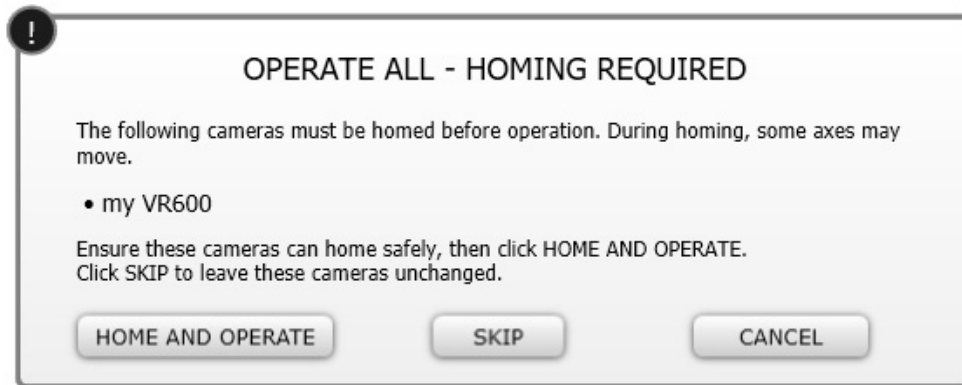 !
OPERATE ALL - HOMING REQUIRED
The following cameras must be homed before operation. During homing, some axes may
move.
• my VR600
Ensure these cameras can home safely, then click HOME AND OPERATE.
Click SKIP to leave these cameras unchanged.
HOME AND OPERATE SKIP CANCEL